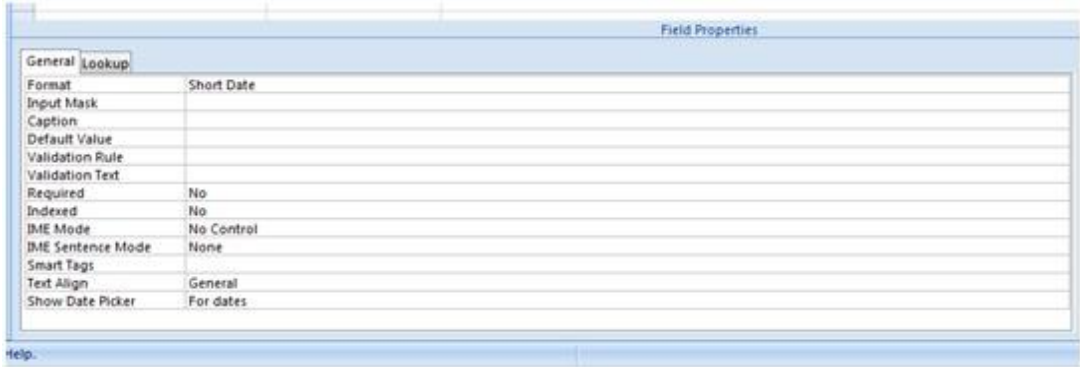 Field Properties
General Lookup
Format Short Date
Input Mask
Caption
Default Value
Validation Rule
Validation Text
Required No
Indexed No
IME Mode No Control
IME Sentence Mode None
Smart Tags
Text Align General
Show Date Picker For dates
Help.